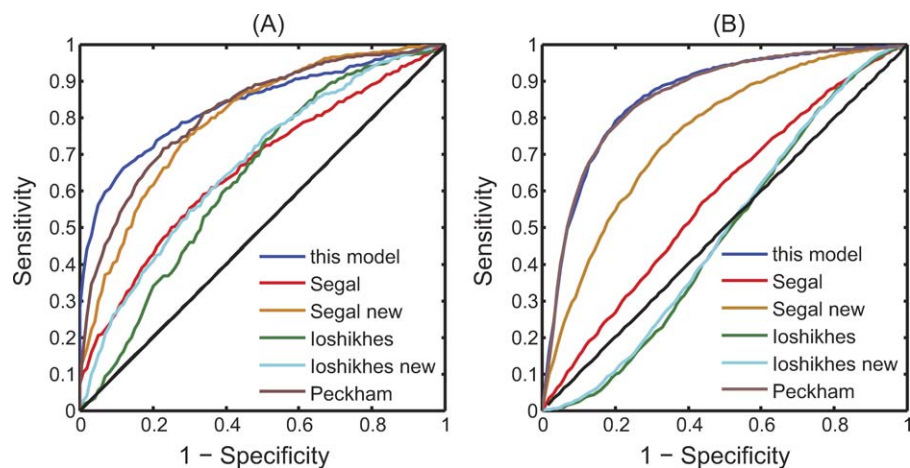 (A)
1
0.9
0.8
0.7
0.6
0.5
0.4
0.3
0.2
0.1
0
Sensitivity
0.2
0.4
0.6
0.8
1
1 − Specificity
this model
Segal
Segal new
Ioshikhes
Ioshikhes new
Peckham
(B)
1
0.9
0.8
0.7
0.6
0.5
0.4
0.3
0.2
0.1
0
Sensitivity
0
0.2
0.4
0.6
0.8
1
1 − Specificity
this model
Segal
Segal new
Ioshikhes
Ioshikhes new
Peckham